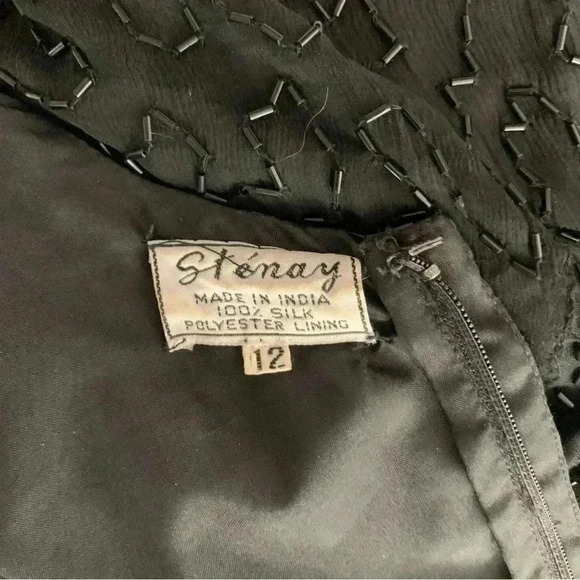 Sténay
MADE IN INDIA
100% SILK
POLYESTER LINING
12